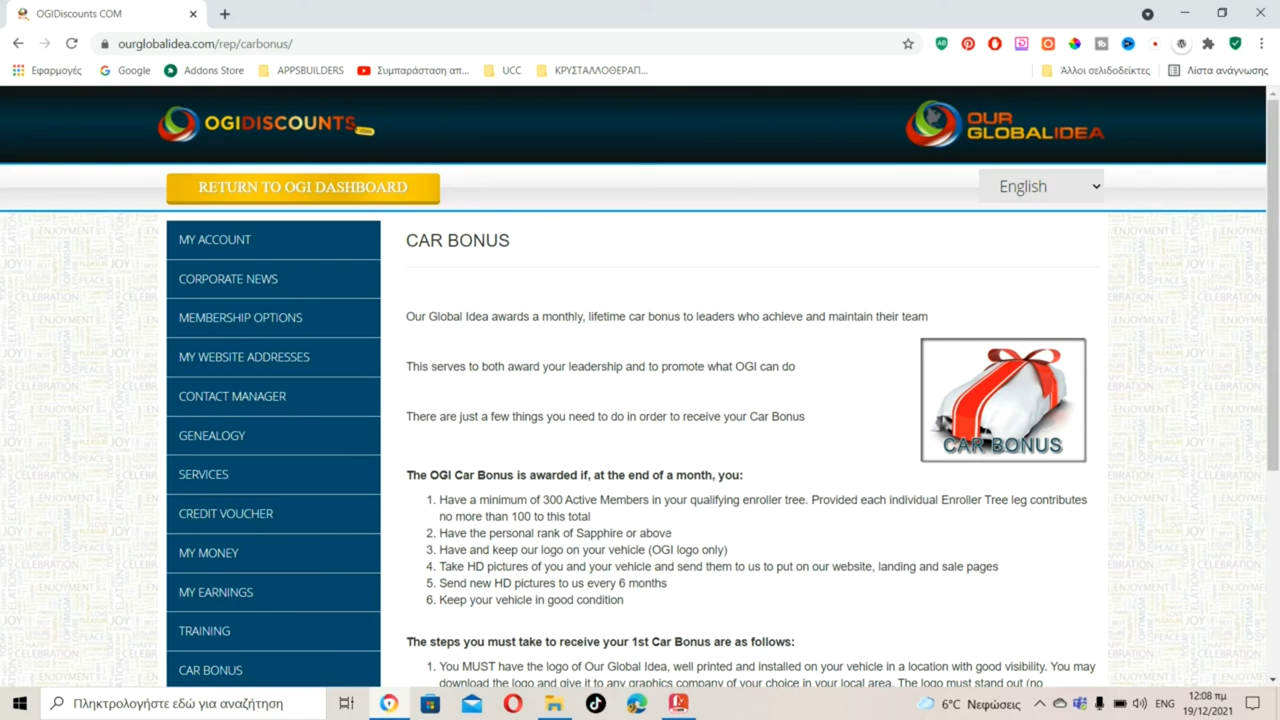 OGIDiscounts COM
ourglobalidea.com/rep/carbonus/
Εφαρμογές
Google
Addons Store
APPSBUILDERS
Συμπαράσταση απ...
UCC
ΚΡΥΣΤΑΛΛΟΘΕΡΑΠ...
Άλλοι σελιδοδείκτες
Λίστα ανάγνωσης
OGIDISCOUNTS.com
OUR
GLOBALIDEA
RETURN TO OGI DASHBOARD
English
MY ACCOUNT
CORPORATE NEWS
MEMBERSHIP OPTIONS
MY WEBSITE ADDRESSES
CONTACT MANAGER
GENEALOGY
SERVICES
CREDIT VOUCHER
MY MONEY
MY EARNINGS
TRAINING
CAR BONUS
CAR BONUS
Our Global Idea awards a monthly, lifetime car bonus to leaders who achieve and maintain their team
This serves to both award your leadership and to promote what OGI can do
There are just a few things you need to do in order to receive your Car Bonus
CAR BONUS
The OGI Car Bonus is awarded if, at the end of a month, you:
1. Have a minimum of 300 Active Members in your qualifying enroller tree. Provided each individual Enroller Tree leg contributes
no more than 100 to this total
2. Have the personal rank of Sapphire or above
3. Have and keep our logo on your vehicle (OGI logo only)
4. Take HD pictures of you and your vehicle and send them to us to put on our website, landing and sale pages
5. Send new HD pictures to us every 6 months
6. Keep your vehicle in good condition
The steps you must take to receive your 1st Car Bonus are as follows:
1. You MUST have the logo of Our Global Idea, well printed and installed on your vehicle in a location with good visibility. You may
download the logo and give it to any graphics company of your choice in your local area. The logo must stand out (no
Πληκτρολογήστε εδώ για αναζήτηση
6°C Νεφώσεις
ENG
12:08 πμ
19/12/2021